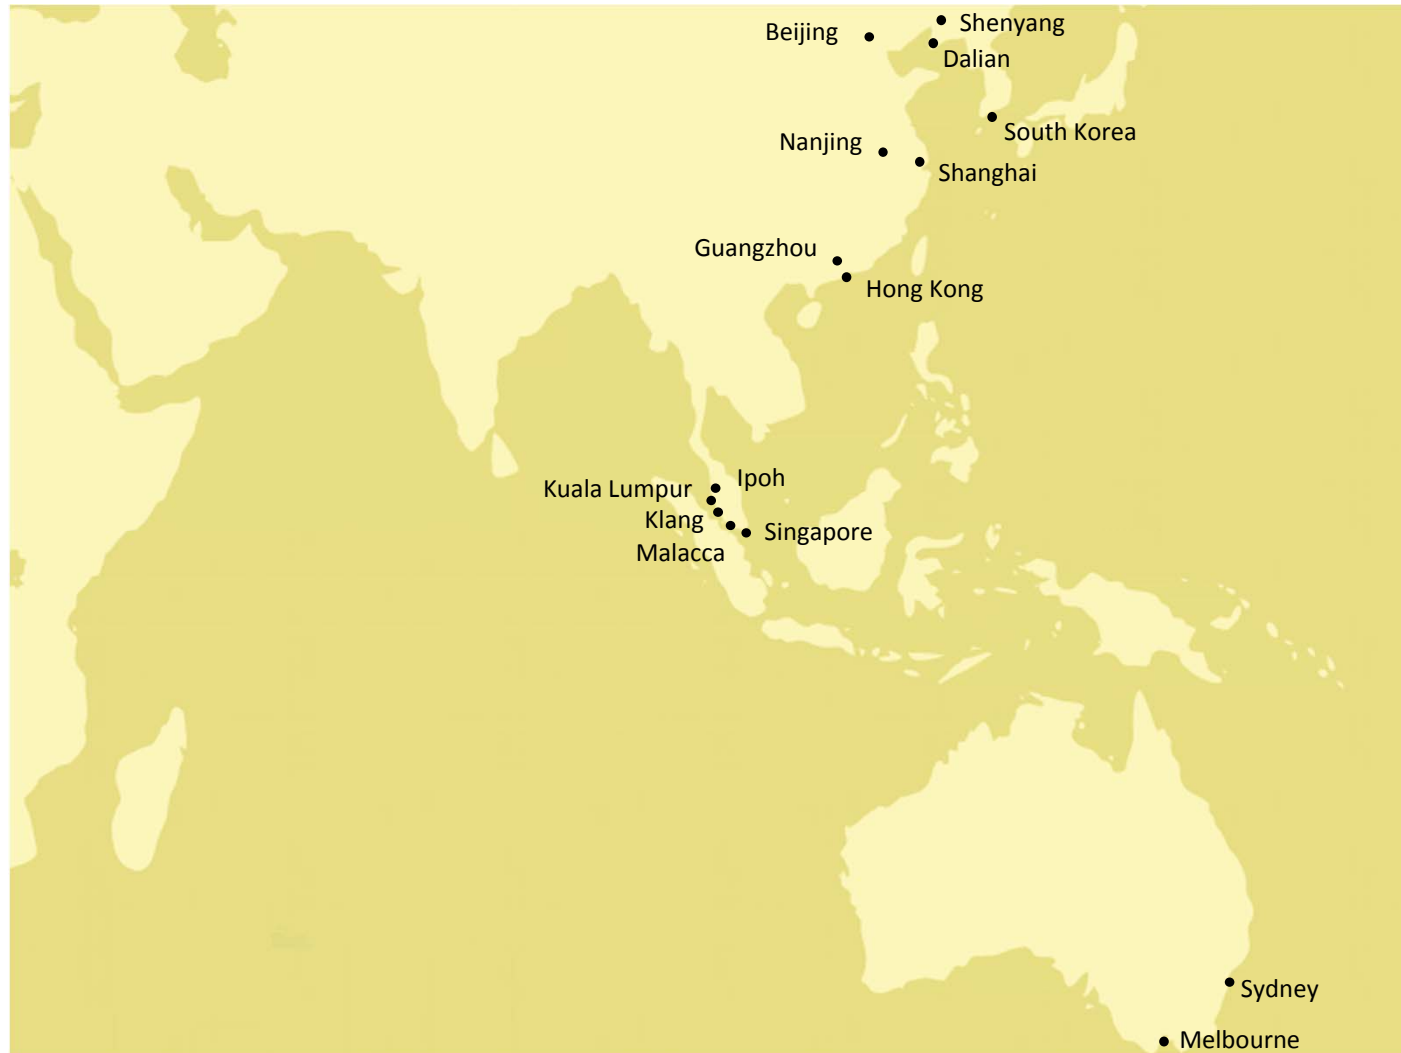 Shenyang
Beijing
Dalian
South Korea
Nanjing
Shanghai
Guangzhou
Hong Kong
Ipoh
Kuala Lumpur
Klang
Singapore
Malacca
Sydney
Melbourne